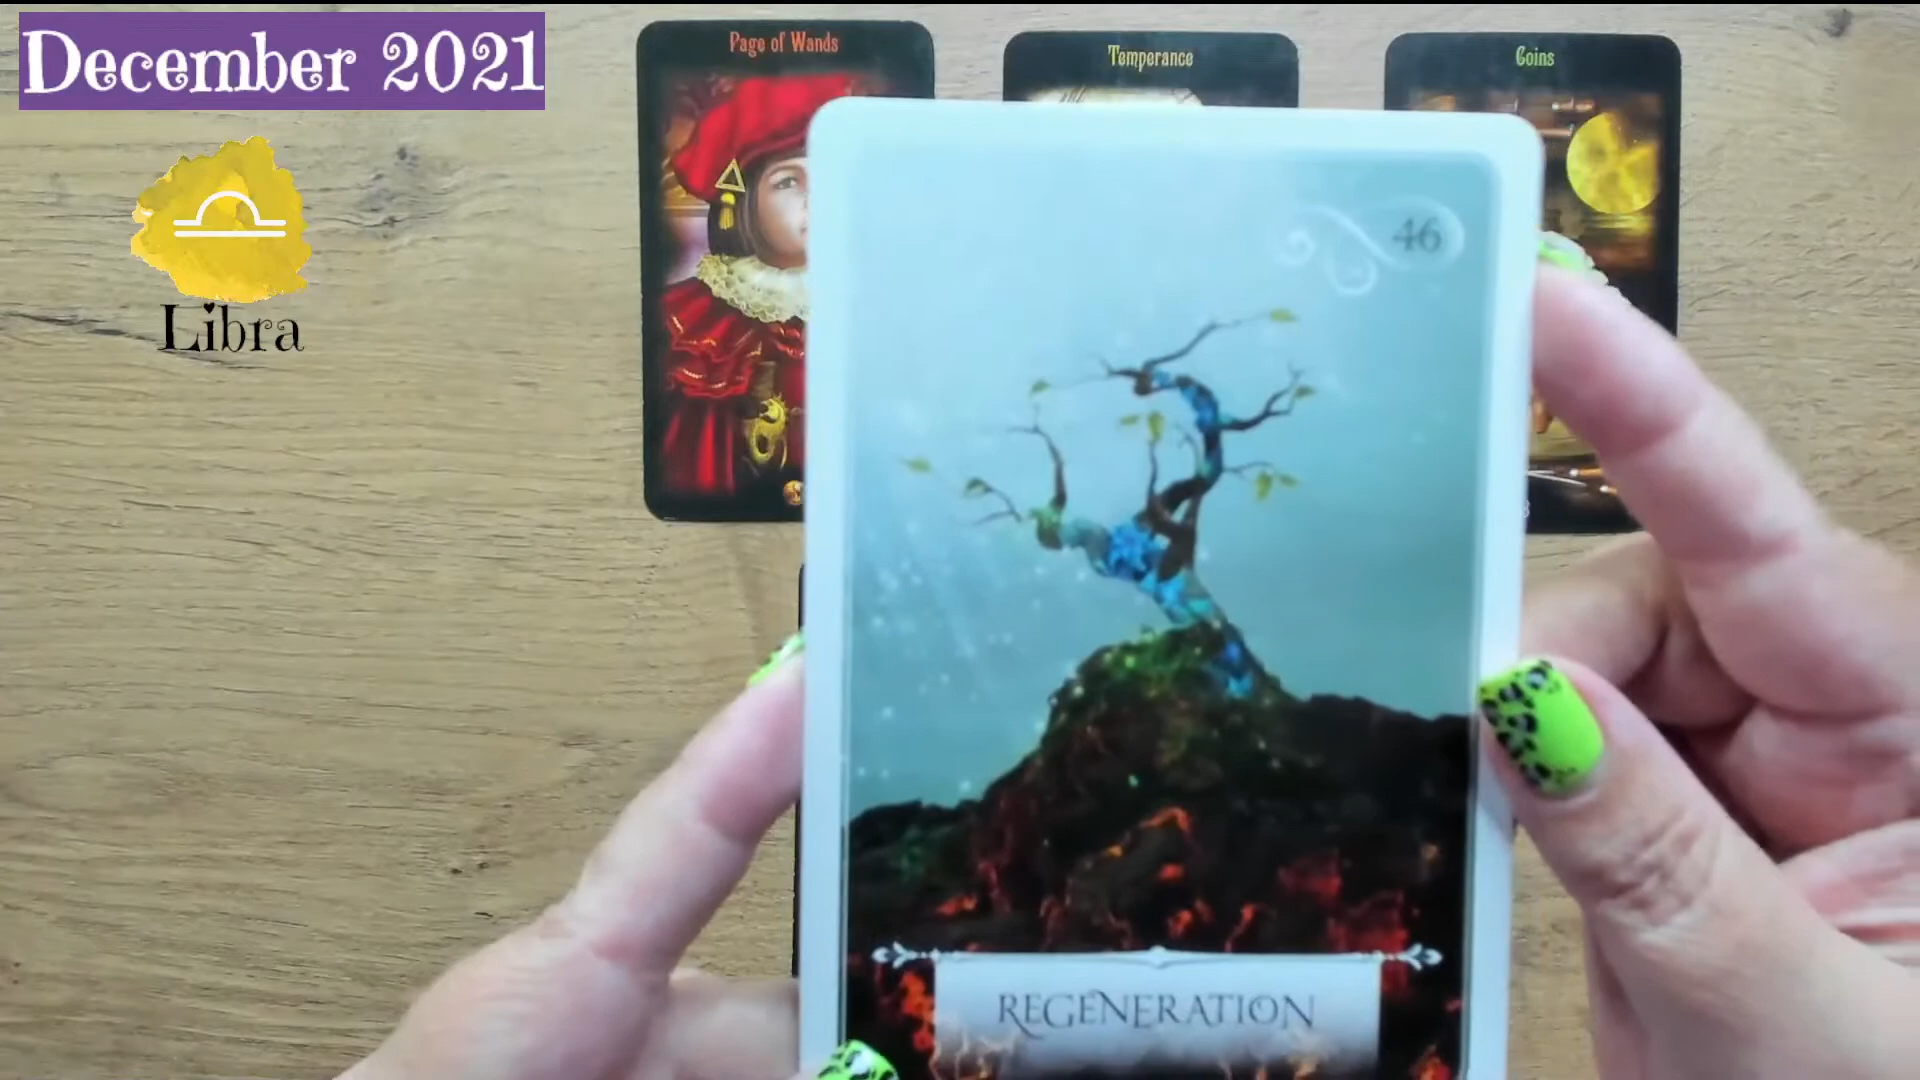 December 2021
Page of Wands
Temperance
Coins
Libra
46
REGENERATION